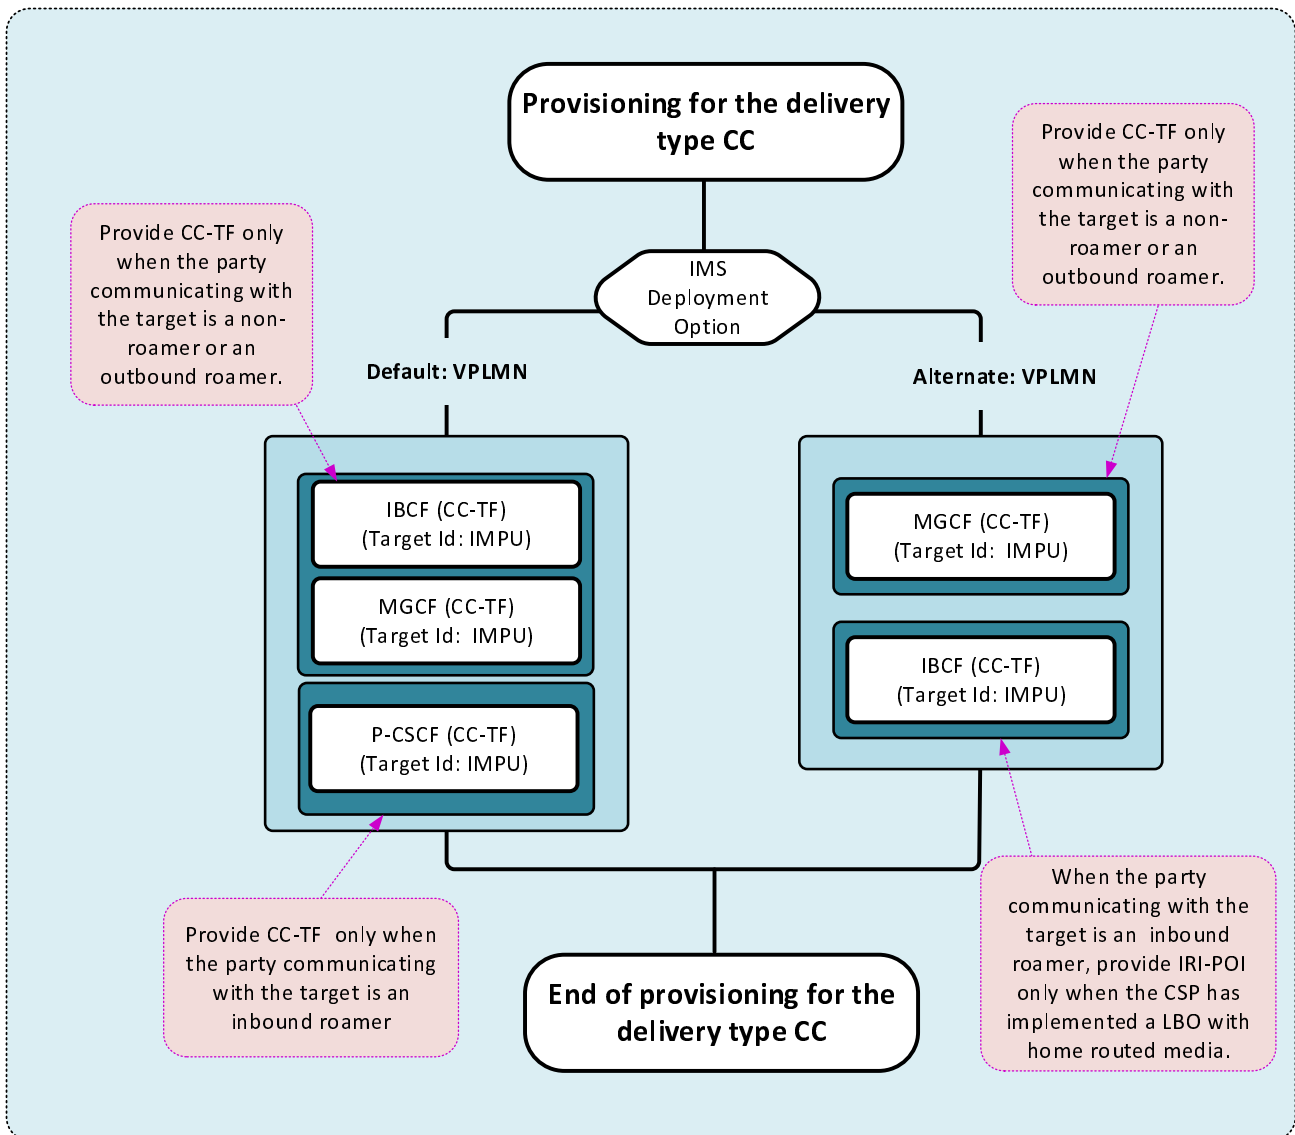 Provisioning for the delivery
type CC
Provide CC-TF only
when the party
communicating with
the target is a non-
roamer or an
outbound roamer.
Provide CC-TF only
when the party
communicating with
the target is a non-
roamer or an
outbound roamer.
IMS
Deployment
Option
Default: VPLMN
Alternate: VPLMN
IBCF (CC-TF)
(Target Id: IMPU)
MGCF (CC-TF)
(Target Id: IMPU)
P-CSCF (CC-TF)
(Target Id: IMPU)
MGCF (CC-TF)
(Target Id: IMPU)
IBCF (CC-TF)
(Target Id: IMPU)
Provide CC-TF only when
the party communicating
with the target is an
inbound roamer
When the party
communicating with the
target is an inbound
roamer, provide IRI-POI
only when the CSP has
implemented a LBO with
home routed media.
End of provisioning for the
delivery type CC